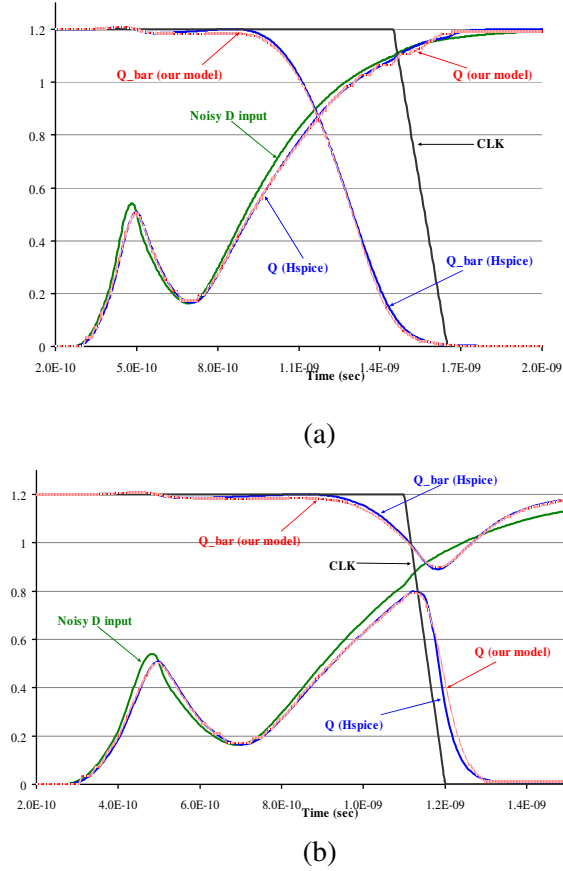 1.2
Q_bar (our model)
Q (our model)
1
Noisy D input
0.8
CLK
0.6
0.4
Q (Hspice)
Q_bar (Hspice)
0.2
0
2.0E-10 5.0E-10 8.0E-10 1.1E-09 1.4E-09 1.7E-09 2.0E-09
Time (sec)
(a)
1.2
Q_bar (Hspice)
Q_bar (our model)
1
CLK
0.8
Noisy D input
0.6
Q (our model)
0.4
Q (Hspice)
0.2
0
2.0E-10 4.0E-10 6.0E-10 8.0E-10 1.0E-09 1.2E-09 1.4E-09
Time (sec)
(b)